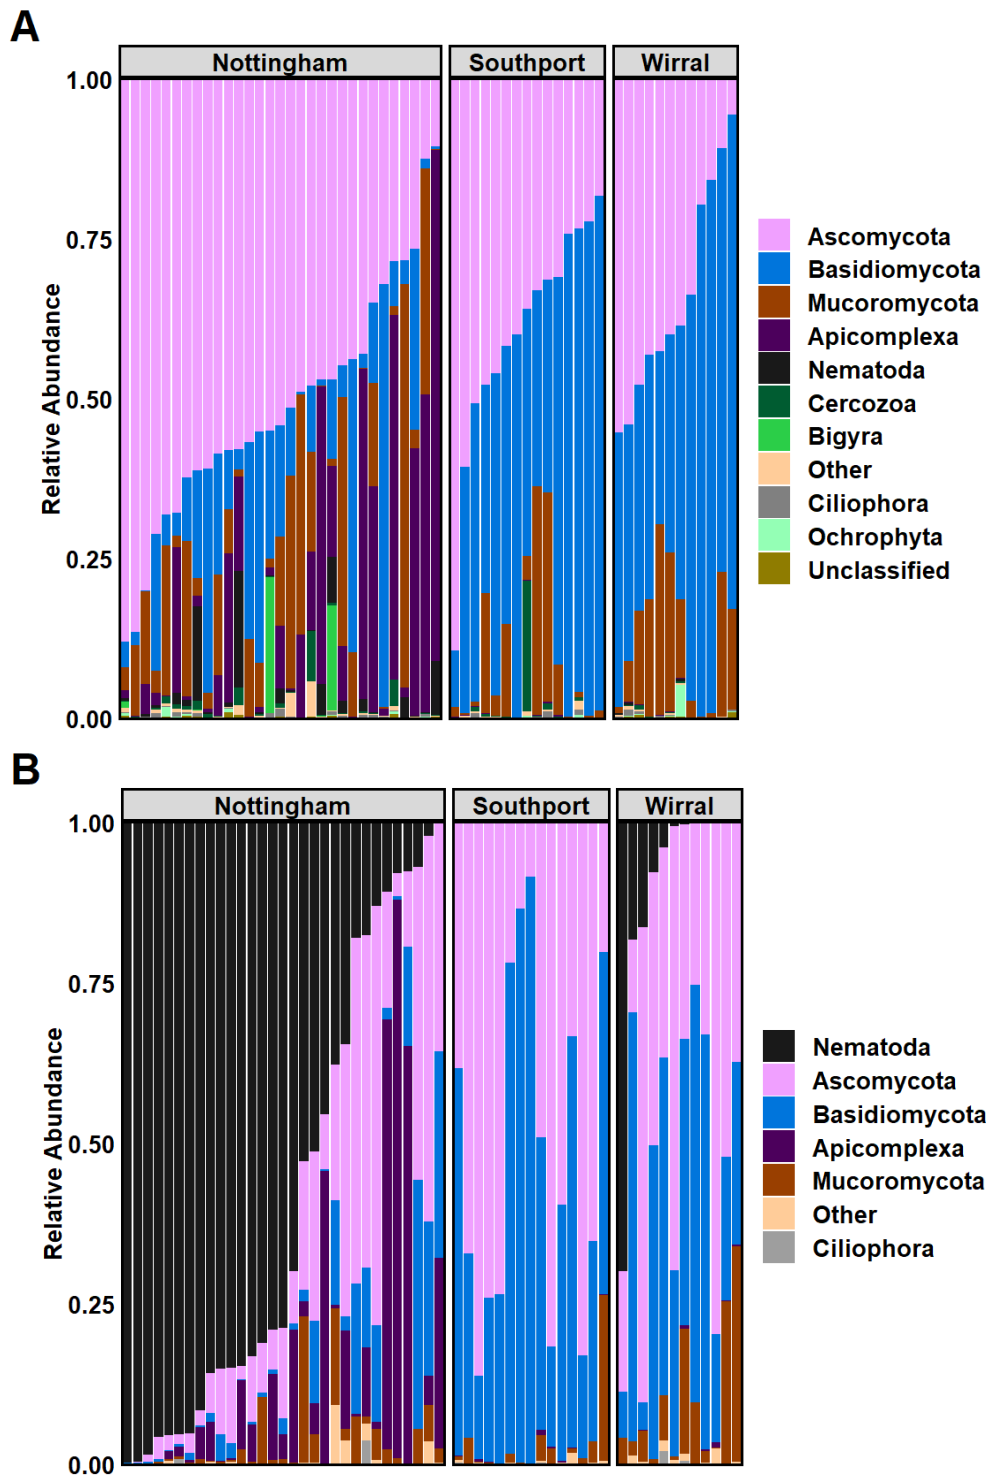 A
Nottingham Southport Wirral
1.00
0.75
0.50
0.25
0.00
Relative Abundance
Ascomycota
Basidiomycota
Mucoromycota
Apicomplexa
Nematoda
Cercozoa
Bigyra
Other
Ciliophora
Ochrophyta
Unclassified
B
Nottingham Southport Wirral
1.00
0.75
0.50
0.25
0.00
Relative Abundance
Nematoda
Ascomycota
Basidiomycota
Apicomplexa
Mucoromycota
Other
Ciliophora